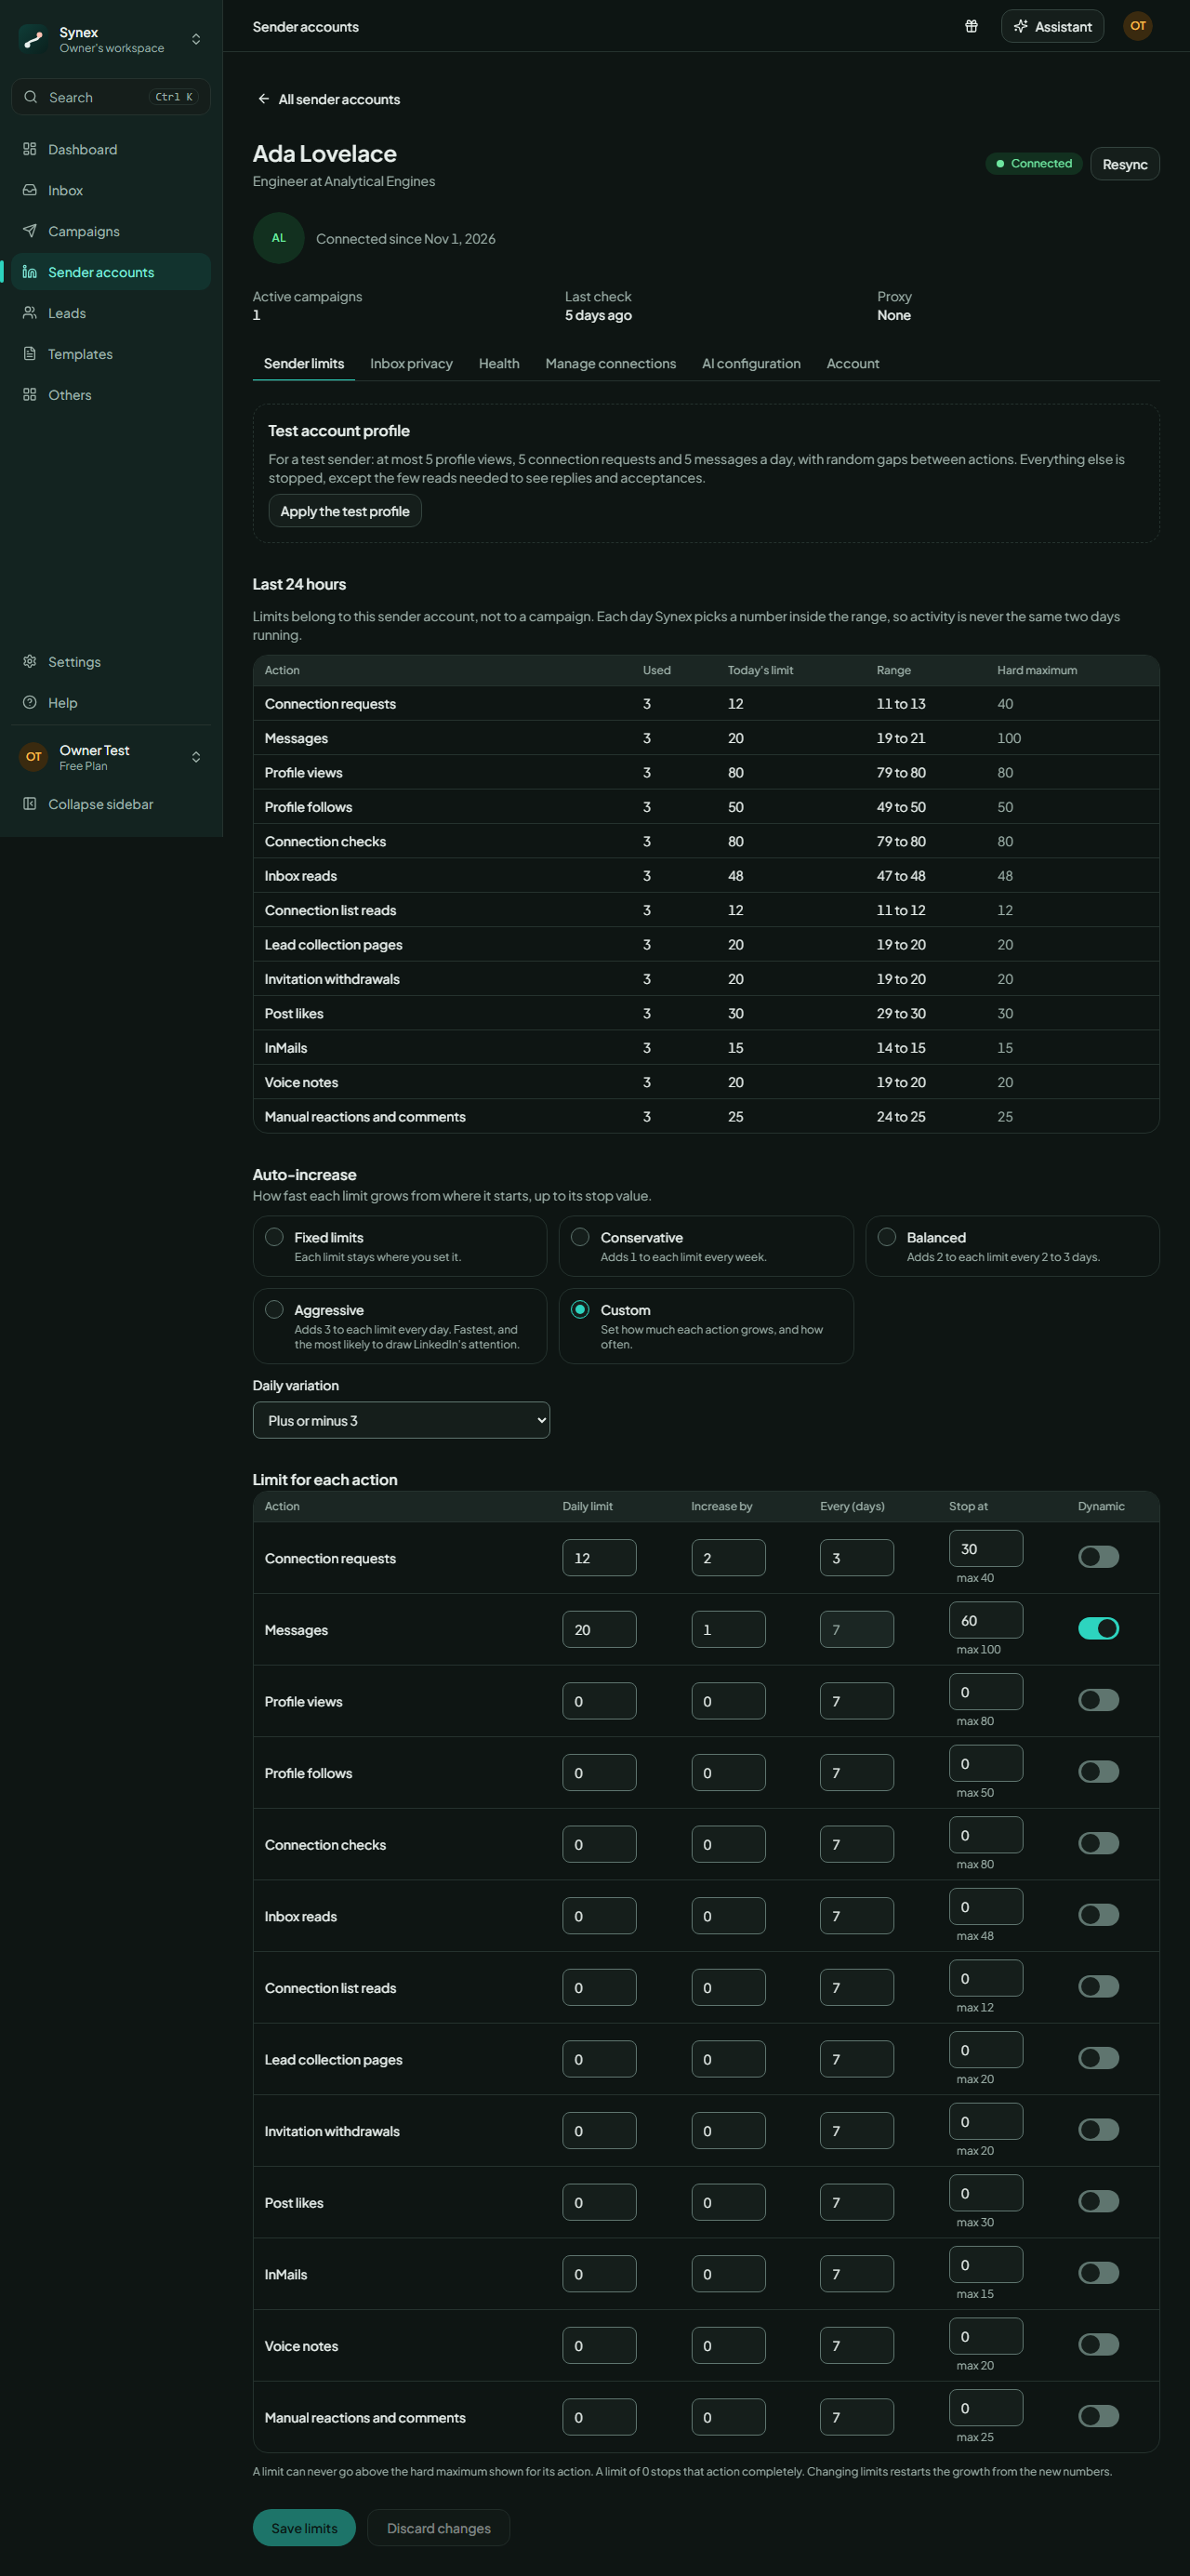 Synex
Owner's workspace
Search
Ctrl K
Dashboard
Inbox
Campaigns
Sender accounts
Leads
Templates
Others
Settings
Help
OT
Owner Test
Free Plan
Collapse sidebar
Sender accounts
Assistant
OT
All sender accounts
Ada Lovelace
Engineer at Analytical Engines
Connected
Resync
AL
Connected since Nov 1, 2026
Active campaigns
1
Last check
5 days ago
Proxy
None
Sender limits Inbox privacy Health Manage connections AI configuration Account
Test account profile
For a test sender: at most 5 profile views, 5 connection requests and 5 messages a day, with random gaps between actions. Everything else is
stopped, except the few reads needed to see replies and acceptances.
Apply the test profile
Last 24 hours
Limits belong to this sender account, not to a campaign. Each day Synex picks a number inside the range, so activity is never the same two days
running.
Action Used Today's limit Range Hard maximum
Connection requests 3 12 11 to 13 40
Messages 3 20 19 to 21 100
Profile views 3 80 79 to 80 80
Profile follows 3 50 49 to 50 50
Connection checks 3 80 79 to 80 80
Inbox reads 3 48 47 to 48 48
Connection list reads 3 12 11 to 12 12
Lead collection pages 3 20 19 to 20 20
Invitation withdrawals 3 20 19 to 20 20
Post likes 3 30 29 to 30 30
InMails 3 15 14 to 15 15
Voice notes 3 20 19 to 20 20
Manual reactions and comments 3 25 24 to 25 25
Auto-increase
How fast each limit grows from where it starts, up to its stop value.
Fixed limits
Each limit stays where you set it.
Conservative
Adds 1 to each limit every week.
Balanced
Adds 2 to each limit every 2 to 3 days.
Aggressive
Adds 3 to each limit every day. Fastest, and
the most likely to draw LinkedIn's attention.
Custom
Set how much each action grows, and how
often.
Daily variation
Plus or minus 3
Limit for each action
Action Daily limit Increase by Every (days) Stop at Dynamic
Connection requests 12 2 3 30
max 40
Messages 20 1 7 60
max 100
Profile views 0 0 7 0
max 80
Profile follows 0 0 7 0
max 50
Connection checks 0 0 7 0
max 80
Inbox reads 0 0 7 0
max 48
Connection list reads 0 0 7 0
max 12
Lead collection pages 0 0 7 0
max 20
Invitation withdrawals 0 0 7 0
max 20
Post likes 0 0 7 0
max 30
InMails 0 0 7 0
max 15
Voice notes 0 0 7 0
max 20
Manual reactions and comments 0 0 7 0
max 25
A limit can never go above the hard maximum shown for its action. A limit of 0 stops that action completely. Changing limits restarts the growth from the new numbers.
Save limits
Discard changes